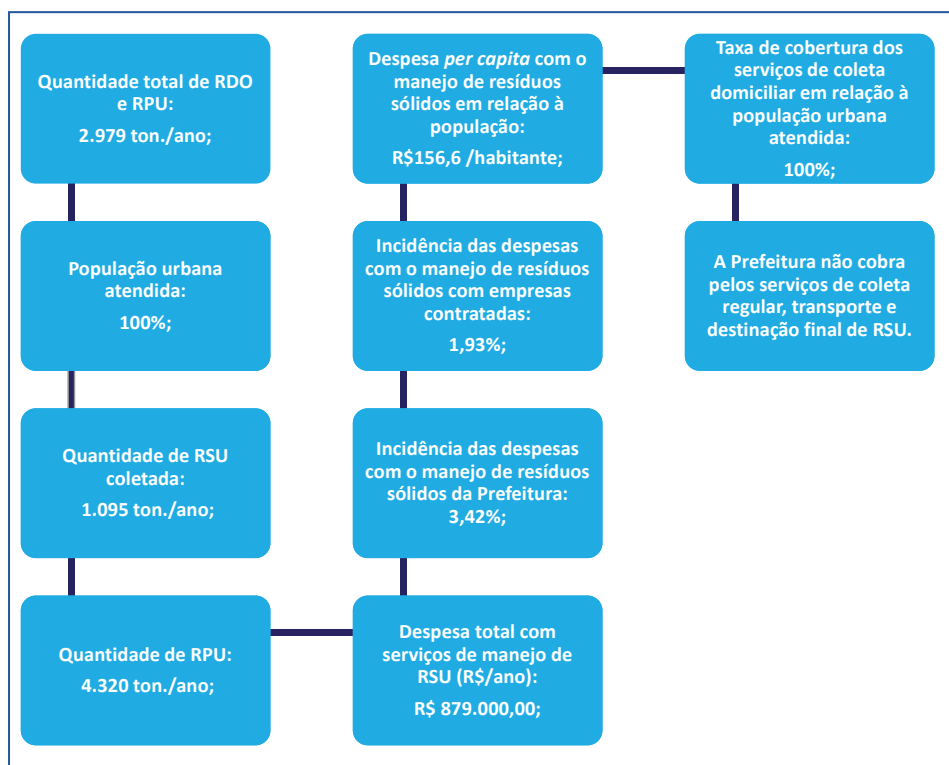 Quantidade total de RDO
e RPU:
2.979 ton./ano;
População urbana
atendida:
100%;
Quantidade de RSU
coletada:
1.095 ton./ano;
Quantidade de RPU:
4.320 ton./ano;
Despesa total com
serviços de manejo de
RSU (R$/ano):
R$ 879.000,00;
Incidência das despesas
com o manejo de resíduos
sólidos da Prefeitura:
3,42%;
Incidência das despesas
com o manejo de resíduos
sólidos com empresas
contratadas:
1,93%;
Despesa per capita com o
manejo de resíduos
sólidos em relação à
população:
R$156,6 /habitante;
Taxa de cobertura dos
serviços de coleta
domiciliar em relação à
população urbana
atendida:
100%;
A Prefeitura não cobra
pelos serviços de coleta
regular, transporte e
destinação final de RSU.